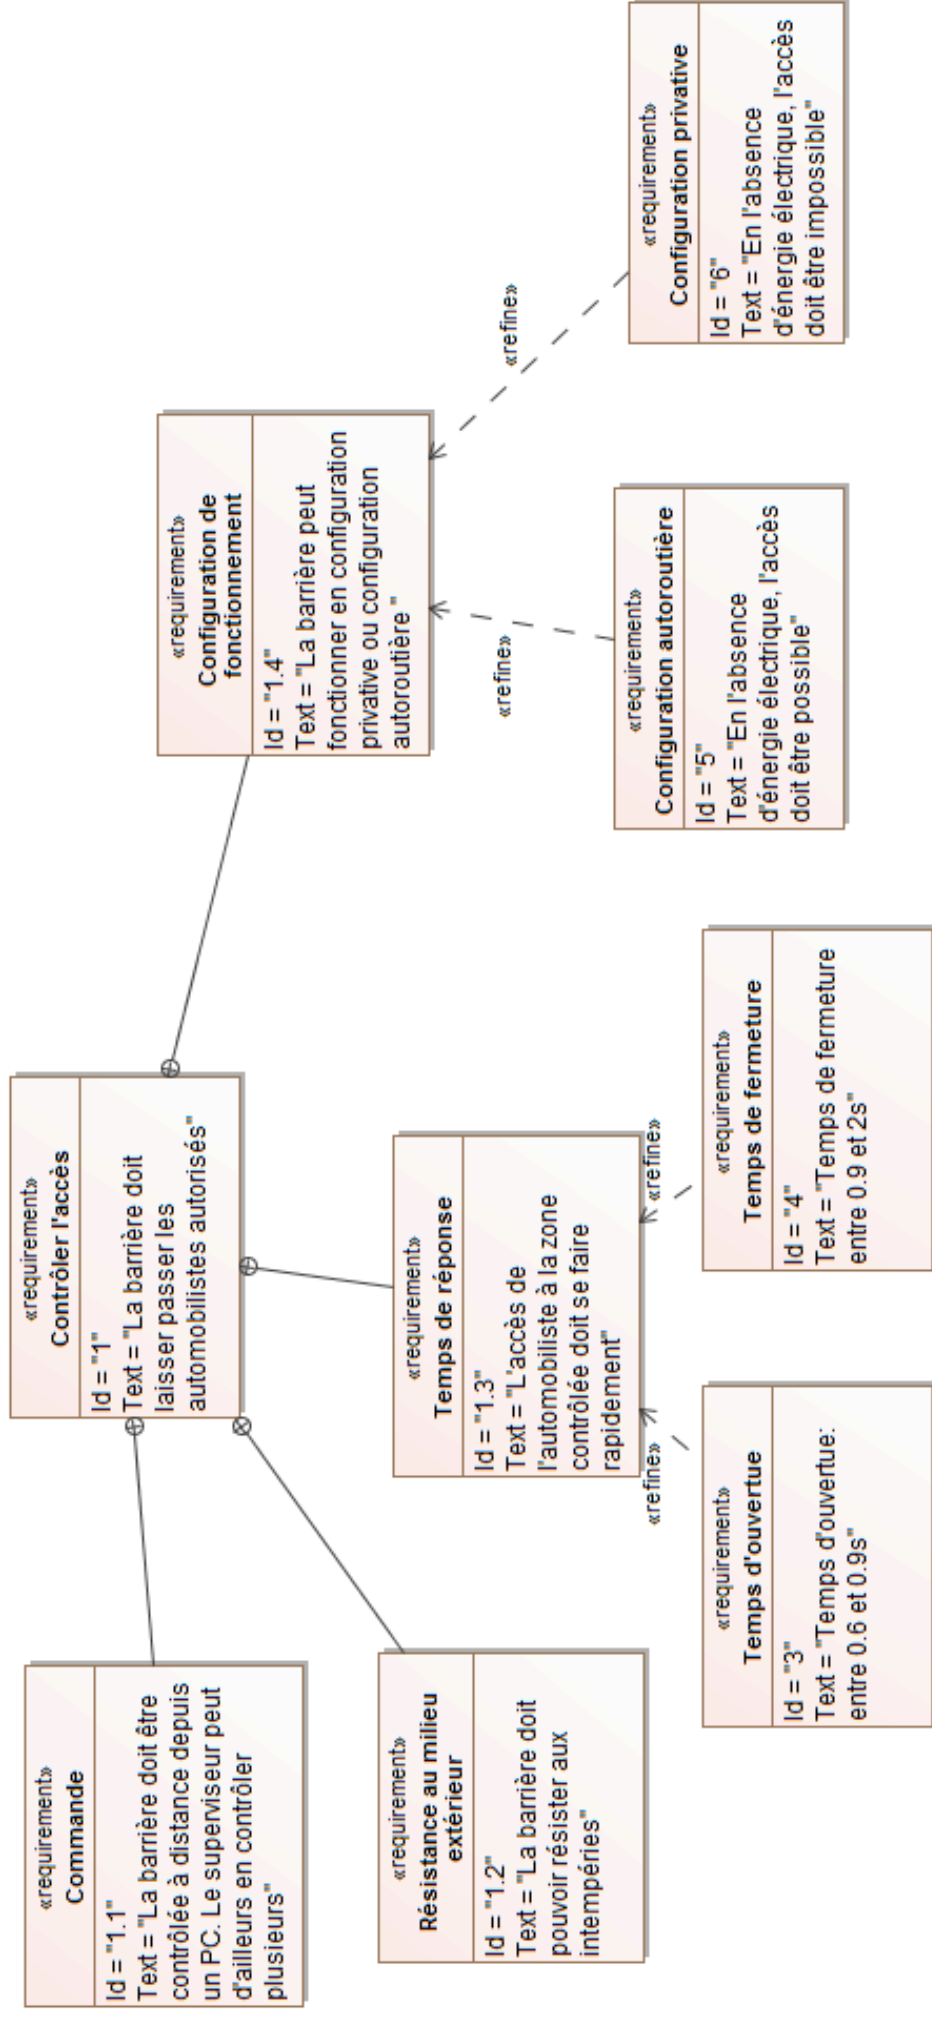 «requirement»
Contrôler l'accès
Id = "1"
Text = "La barrière doit
laisser passer les
automobilistes autorisés"
«requirement»
Commande
Id = "1.1"
Text = "La barrière doit être
contrôlée à distance depuis
un PC. Le superviseur peut
d'ailleurs en contrôler
plusieurs"
«requirement»
Résistance au milieu
extérieur
Id = "1.2"
Text = "La barrière doit
pouvoir résister aux
intempéries"
«requirement»
Temps de réponse
Id = "1.3"
Text = "L'accès de
l'automobiliste à la zone
contrôlée doit se faire
rapidement"
«requirement»
Configuration de
fonctionnement
Id = "1.4"
Text = "La barrière peut
fonctionner en configuration
privative ou configuration
autoroutière "
«refine»
«refine»
«refine»
«refine»
«requirement»
Temps d'ouvertue
Id = "3"
Text = "Temps d'ouvertue:
entre 0.6 et 0.9s"
«requirement»
Temps de fermeture
Id = "4"
Text = "Temps de fermeture
entre 0.9 et 2s"
«requirement»
Configuration autoroutière
Id = "5"
Text = "En l'absence
d'énergie électrique, l'accès
doit être possible"
«requirement»
Configuration privative
Id = "6"
Text = "En l'absence
d'énergie électrique, l'accès
doit être impossible"